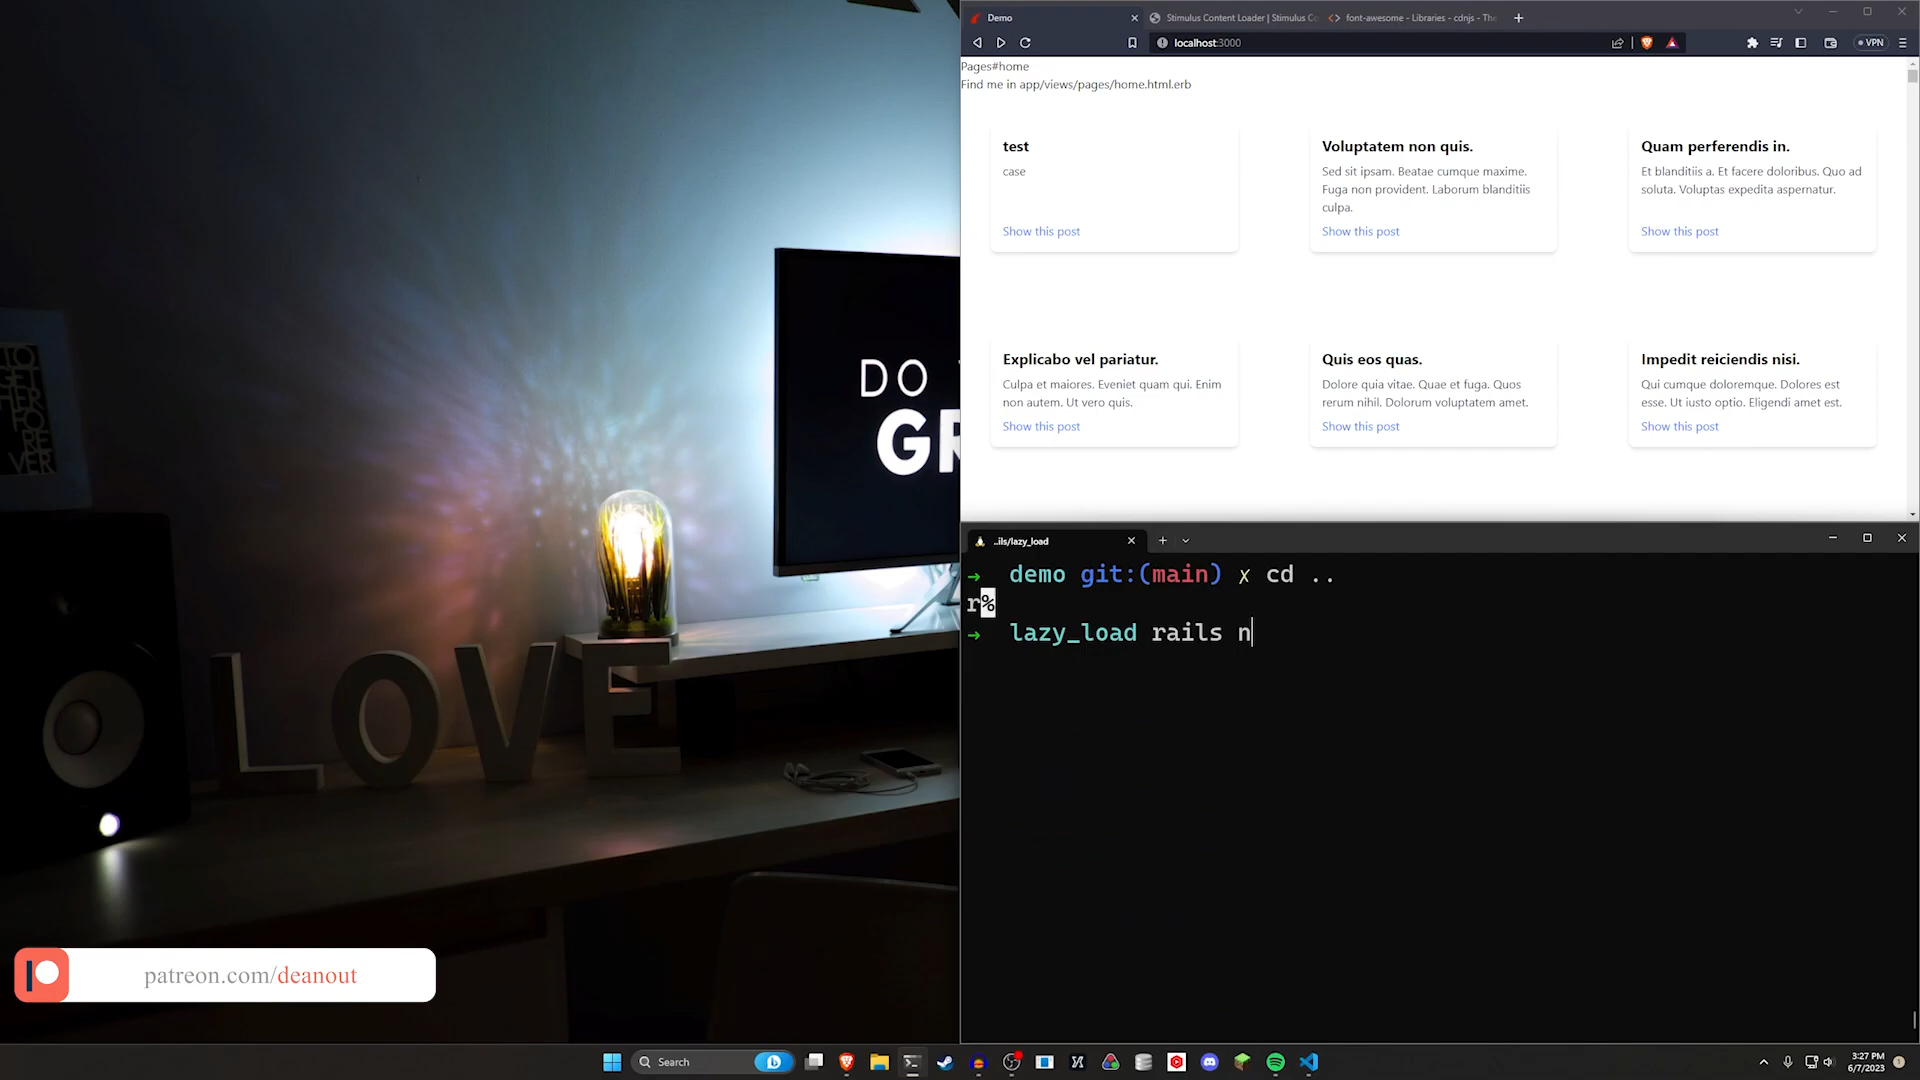 TO
GET
HER
FOR
RE
VER
DO
GR
LOVE
patreon.com/deanout
Demo
Stimulus Content Loader | Stimulus Co
font-awesome - Libraries - cdnjs - The
localhost:3000
VPN
Pages#home
Find me in app/views/pages/home.html.erb
test
case
Show this post
Voluptatem non quis.
Sed sit ipsam. Beatae cumque maxime.
Fuga non provident. Laborum blanditiis
culpa.
Show this post
Quam perferendis in.
Et blanditiis a. Et facere doloribus. Quo ad
soluta. Voluptas expedita aspernatur.
Show this post
Explicabo vel pariatur.
Culpa et maiores. Eveniet quam qui. Enim
non autem. Ut vero quis.
Show this post
Quis eos quas.
Dolore quia vitae. Quae et fuga. Quos
rerum nihil. Dolorum voluptatem amet.
Show this post
Impedit reiciendis nisi.
Qui cumque doloremque. Dolores est
esse. Ut iusto optio. Eligendi amet est.
Show this post
..ils/lazy_load
→ demo git:(main) x cd ..
r%
→ lazy_load rails n
Search
3:27 PM
6/7/2023